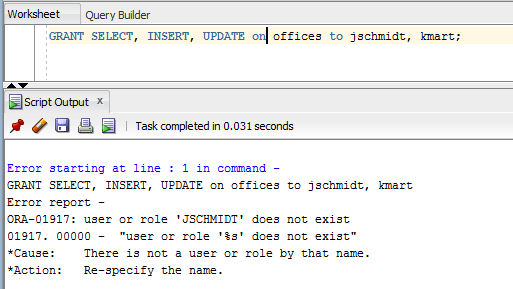 Worksheet Query Builder
GRANT SELECT, INSERT, UPDATE on offices to jschmidt, kmart;
Script Output x
Task completed in 0.031 seconds
Error starting at line : 1 in command -
GRANT SELECT, INSERT, UPDATE on offices to jschmidt, kmart
Error report -
ORA-01917: user or role 'JSCHMIDT' does not exist
01917. 00000 -  "user or role '%s' does not exist"
*Cause:    There is not a user or role by that name.
*Action:   Re-specify the name.